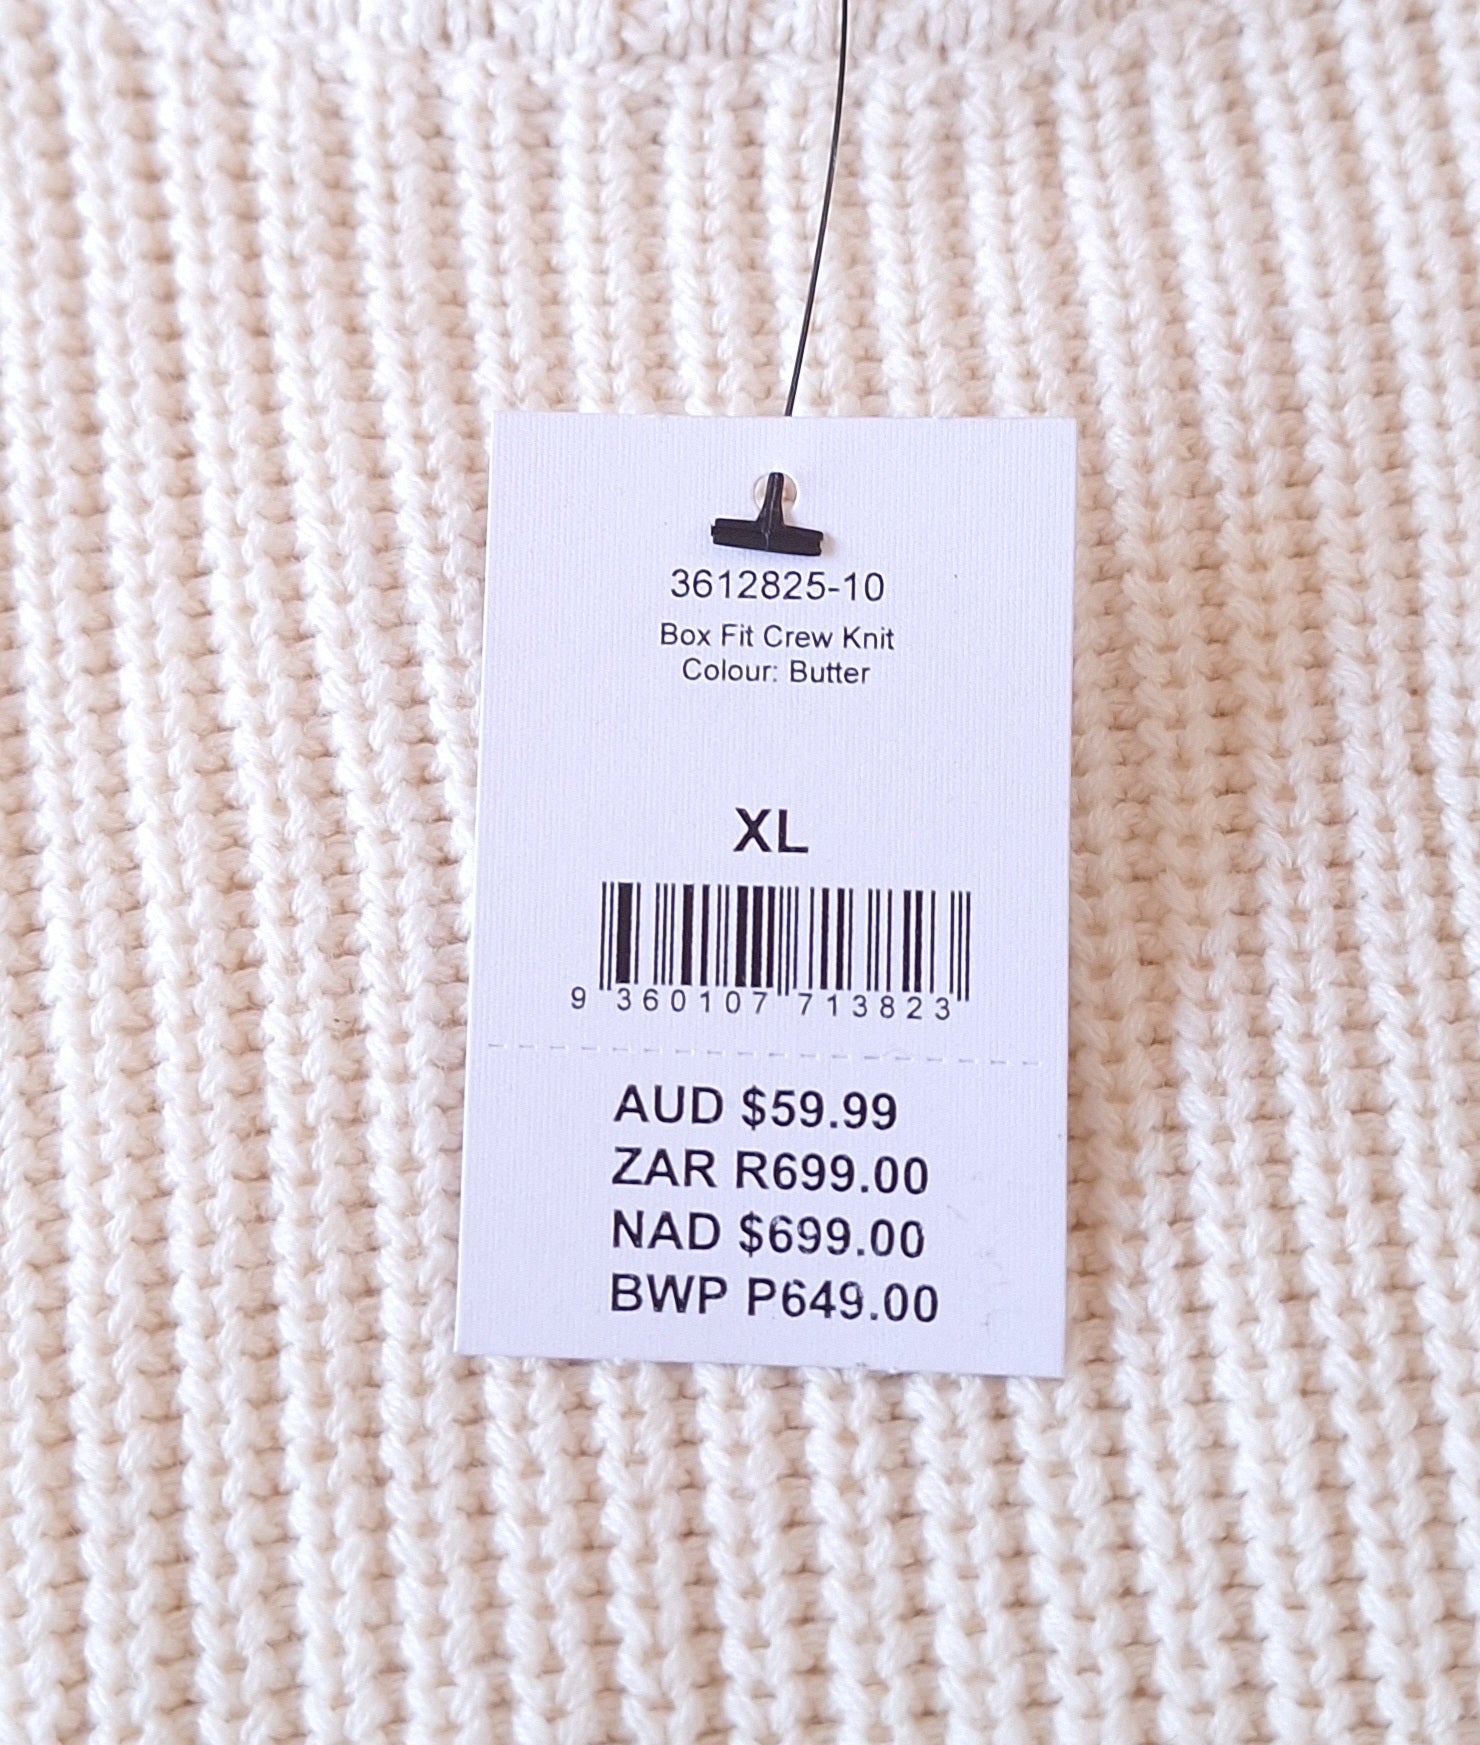 3612825-10
Box Fit Crew Knit
Colour: Butter
XL
9 360107 713823
AUD $59.99
ZAR R699.00
NAD $699.00
BWP P649.00